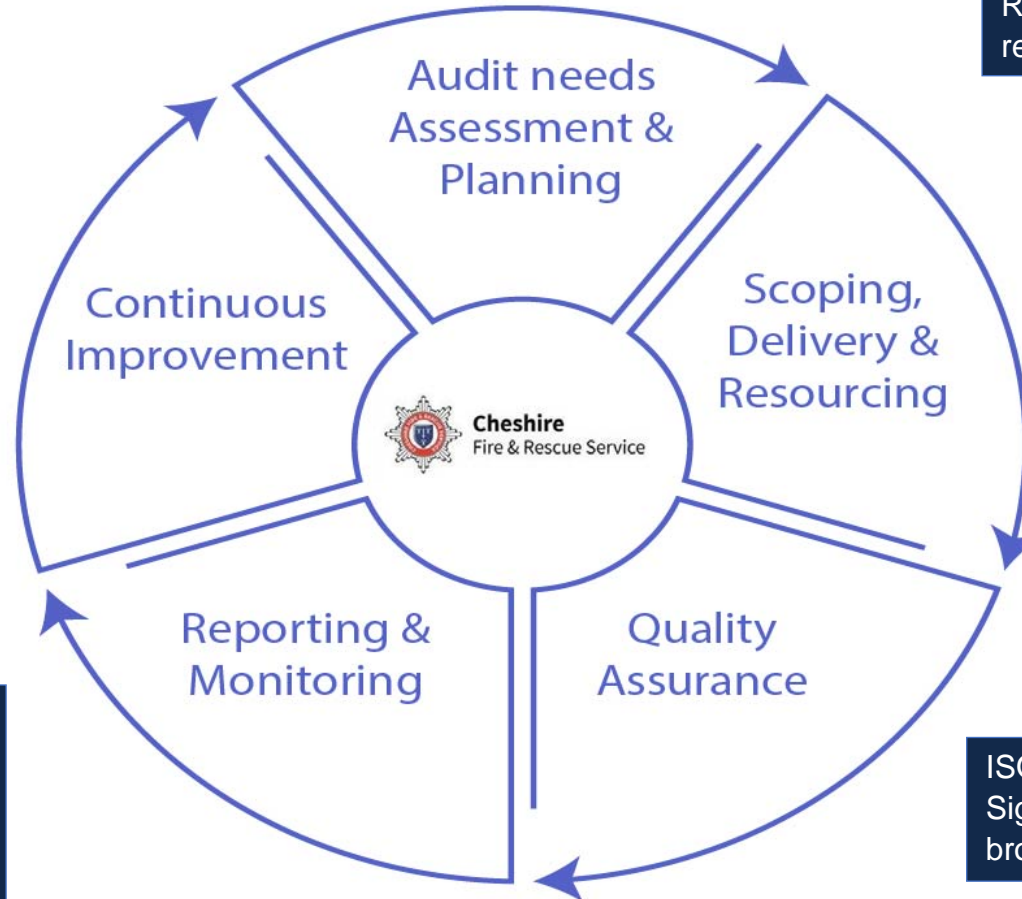 Audit needs
Assessment &
Planning
Scoping,
Delivery &
Resourcing
Quality
Assurance
Reporting &
Monitoring
Continuous
Improvement
Cheshire
Fire & Rescue Service